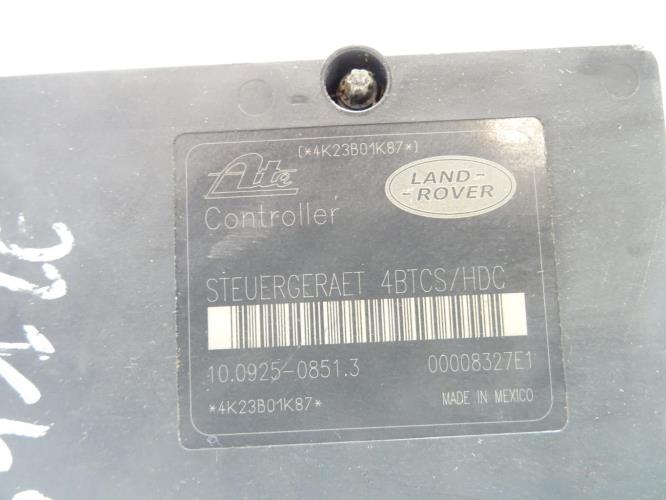 (*4K23B01K87*)
Ate
LAND-
-ROVER
Controller
STEUERGERAET 4BTCS/HDC
10.0925-0851.3 00008327E1
*4K23B01K87* MADE IN MEXICO